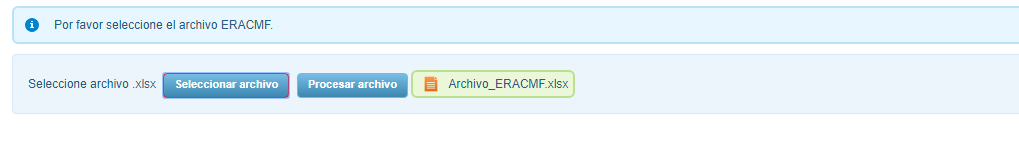 Por favor seleccione el archivo ERACMF.
Seleccione archivo .xlsx Seleccionar archivo Procesar archivo Archivo_ERACMF.xlsx